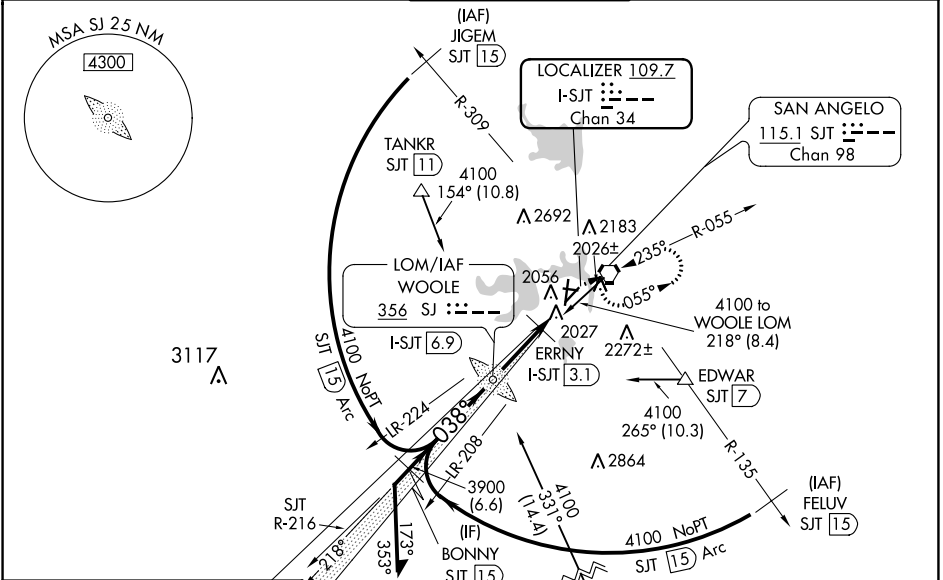 MSA SJ 25 NM
4300
(IAF)
JIGEM
SJT 15
R-309
LOCALIZER 109.7
I-SJT
Chan 34
SAN ANGELO
115.1 SJT
Chan 98
TANKR
SJT 11
4100
154° (10.8)
2692
2183
2026±
235°
R-055
055°
LOM/IAF
WOOLE
356 SJ
I-SJT 6.9
2056
2027
4100 to
WOOLE LOM
218° (8.4)
2272±
ERRNY
I-SJT 3.1
3117
4100 NoPT
SJT 15 Arc
EDWAR
SJT 7
4100
265° (10.3)
LR-224
038°
LR-208
R-135
2864
3900
(6.6)
4100
331°
(14.4)
(IAF)
FELUV
SJT 15
SJT
R-216
218°
173°
353°
(IF)
BONNY
SJT 15
4100 NoPT
SJT 15 Arc